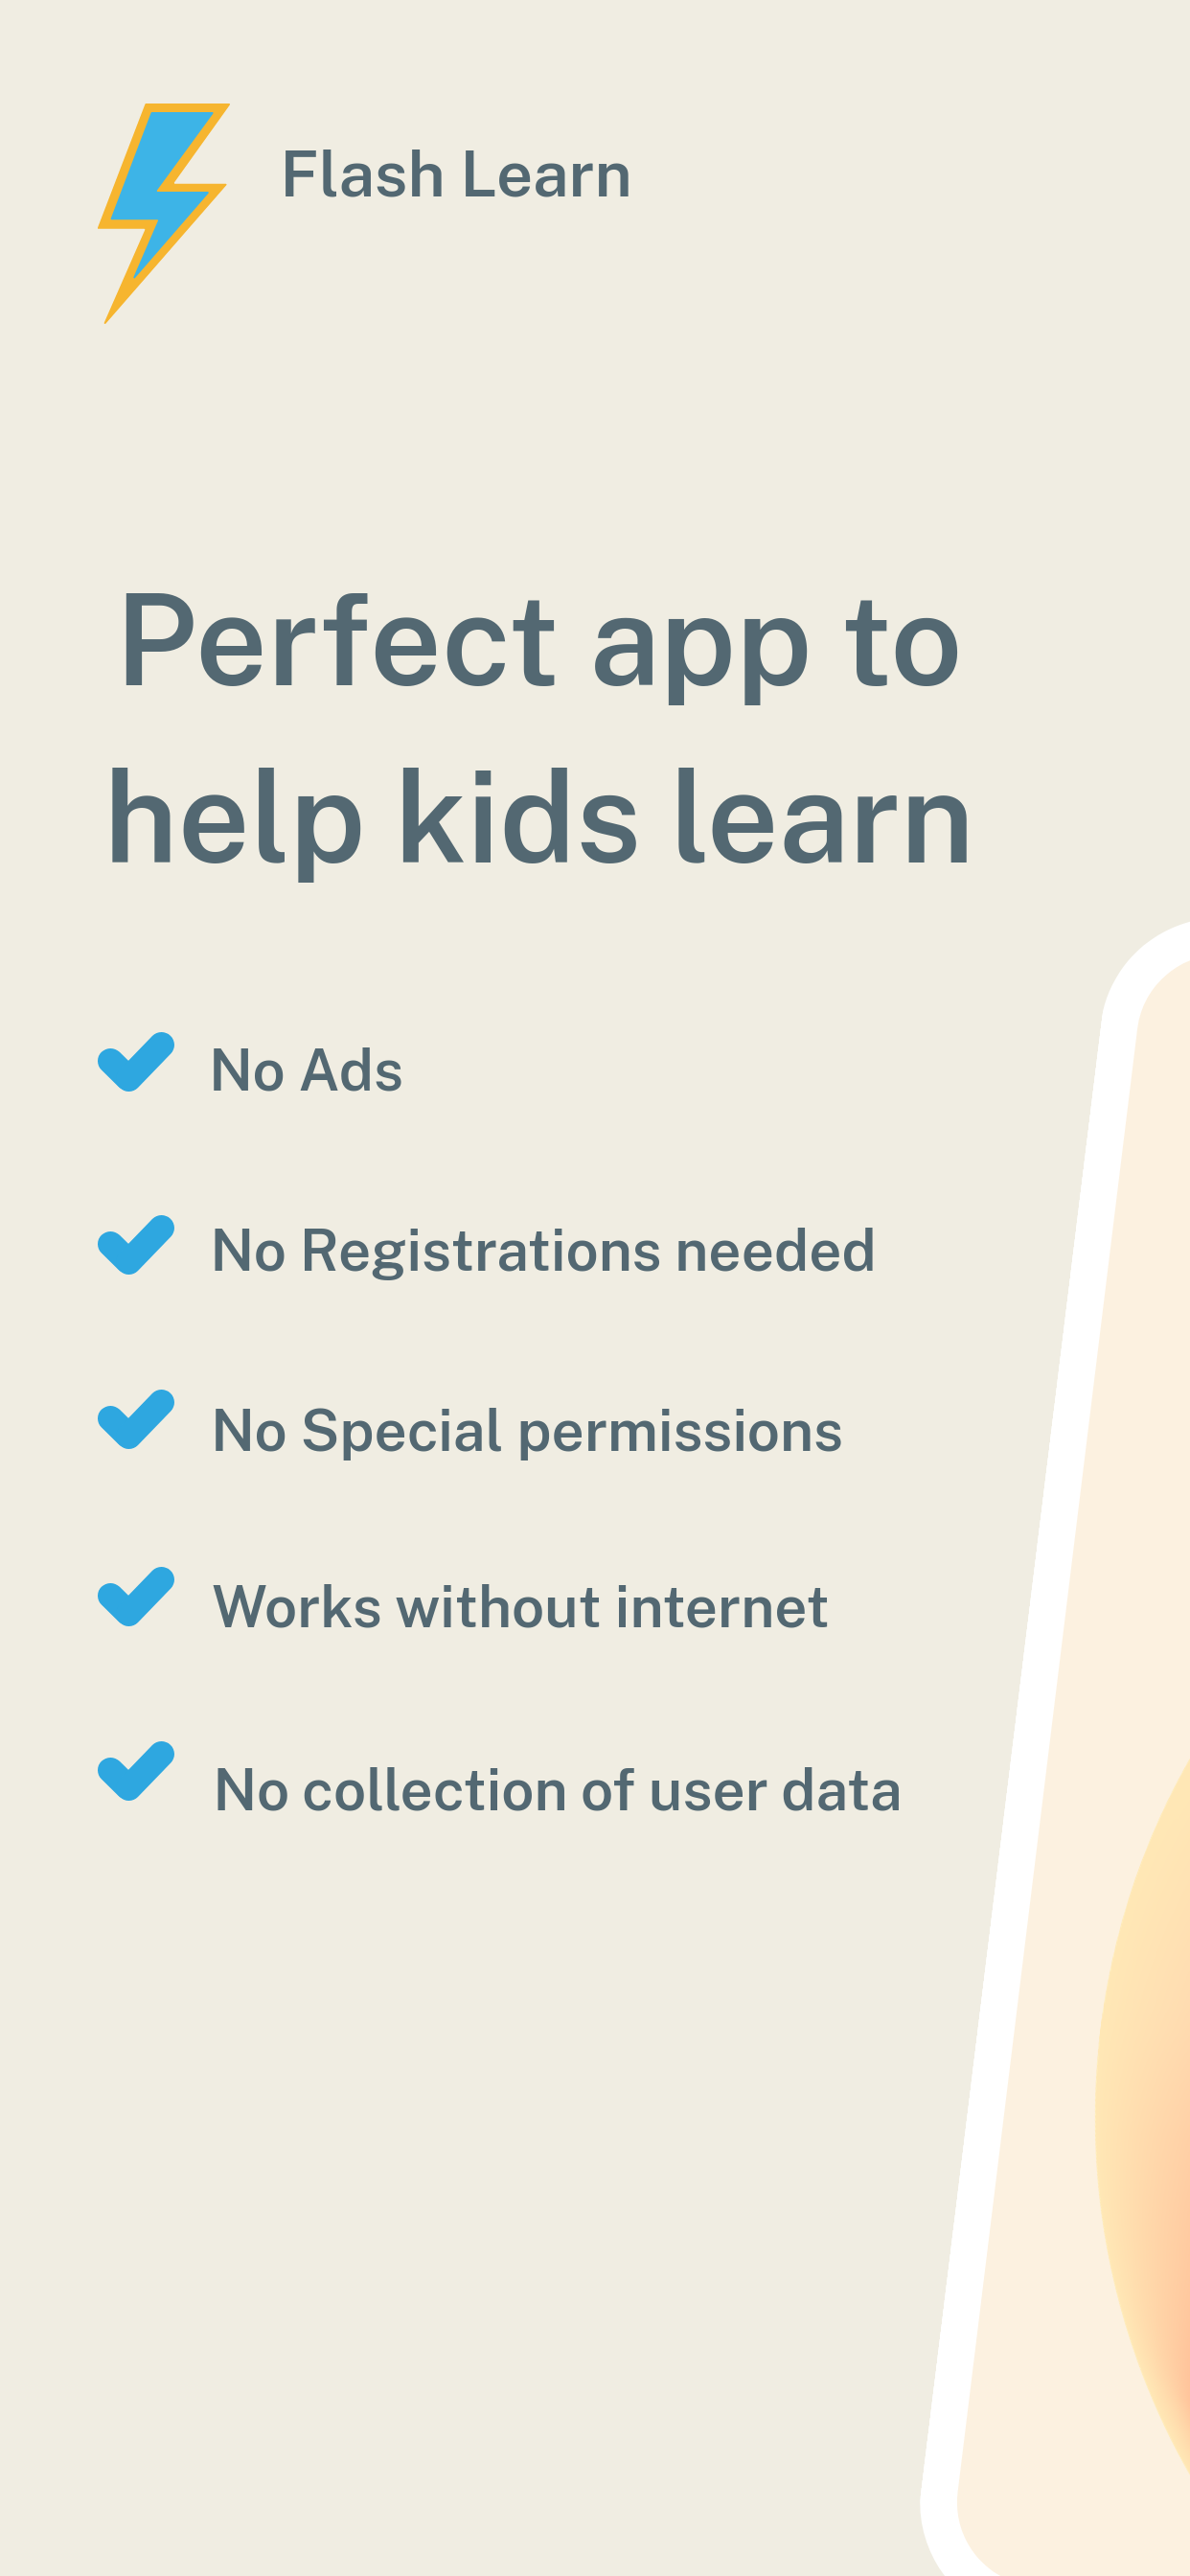 Flash Learn
Perfect app to
help kids learn
No Ads
No Registrations needed
No Special permissions
Works without internet
No collection of user data